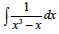 ∫ 1/(x³ − x) dx